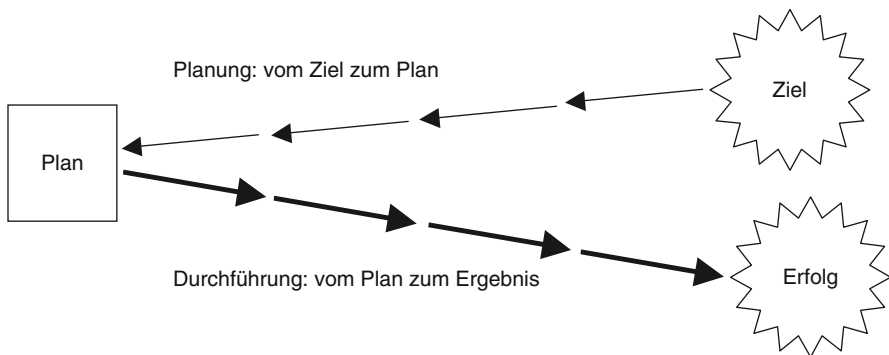 Planung: vom Ziel zum Plan
Ziel
Plan
Durchführung: vom Plan zum Ergebnis
Erfolg